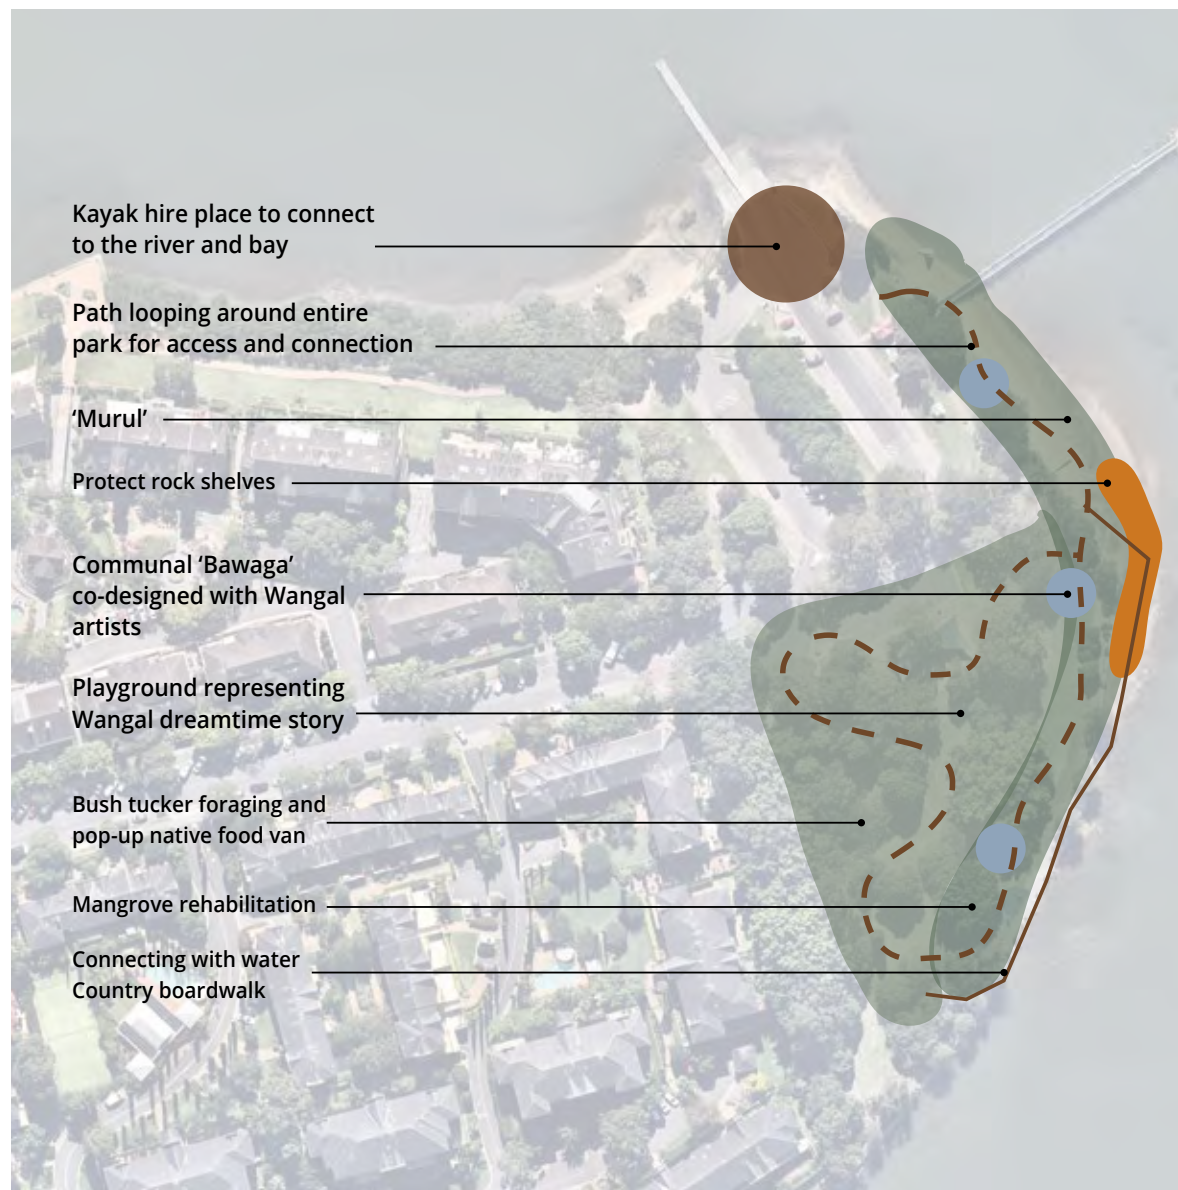 Kayak hire place to connect
to the river and bay
Path looping around entire
park for access and connection
‘Murul’
Protect rock shelves
Communal ‘Bawaga’
co-designed with Wangal
artists
Playground representing
Wangal dreamtime story
Bush tucker foraging and
pop-up native food van
Mangrove rehabilitation
Connecting with water
Country boardwalk